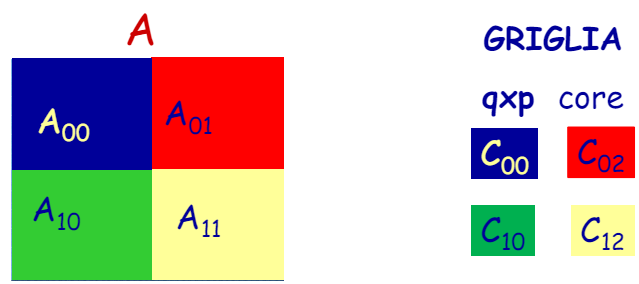 A
A00 A01
A10 A11
GRIGLIA
qxp core
C00 C02
C10 C12